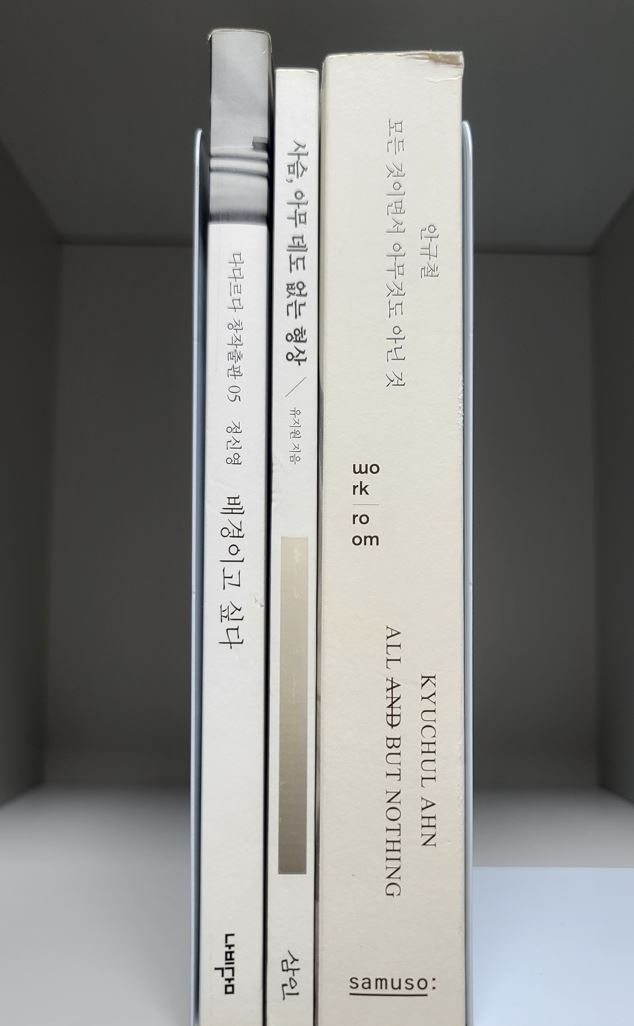 다다르다 창작출판 05 정신영 배경이고 싶다
나비맘
사슴, 아무 데도 없는 형상 / 유지원 지음
삼인
안규철
모든 것이면서 아무것도 아닌 것
wo
rk
ro
om
KYUCHUL AHN
ALL AND BUT NOTHING
samuso: